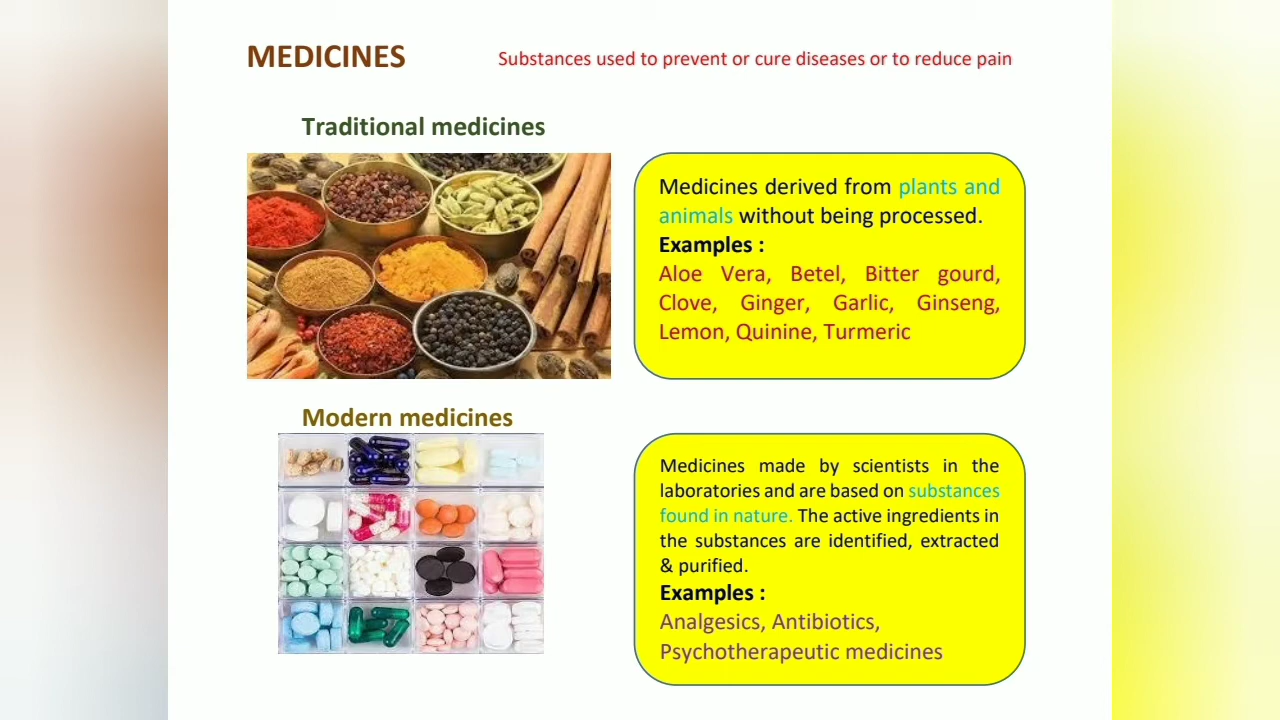 MEDICINES
Substances used to prevent or cure diseases or to reduce pain
Traditional medicines
Medicines derived from plants and
animals without being processed.
Examples :
Aloe Vera, Betel, Bitter gourd,
Clove, Ginger, Garlic, Ginseng,
Lemon, Quinine, Turmeric
Modern medicines
Medicines made by scientists in the
laboratories and are based on substances
found in nature. The active ingredients in
the substances are identified, extracted
& purified.
Examples :
Analgesics, Antibiotics,
Psychotherapeutic medicines